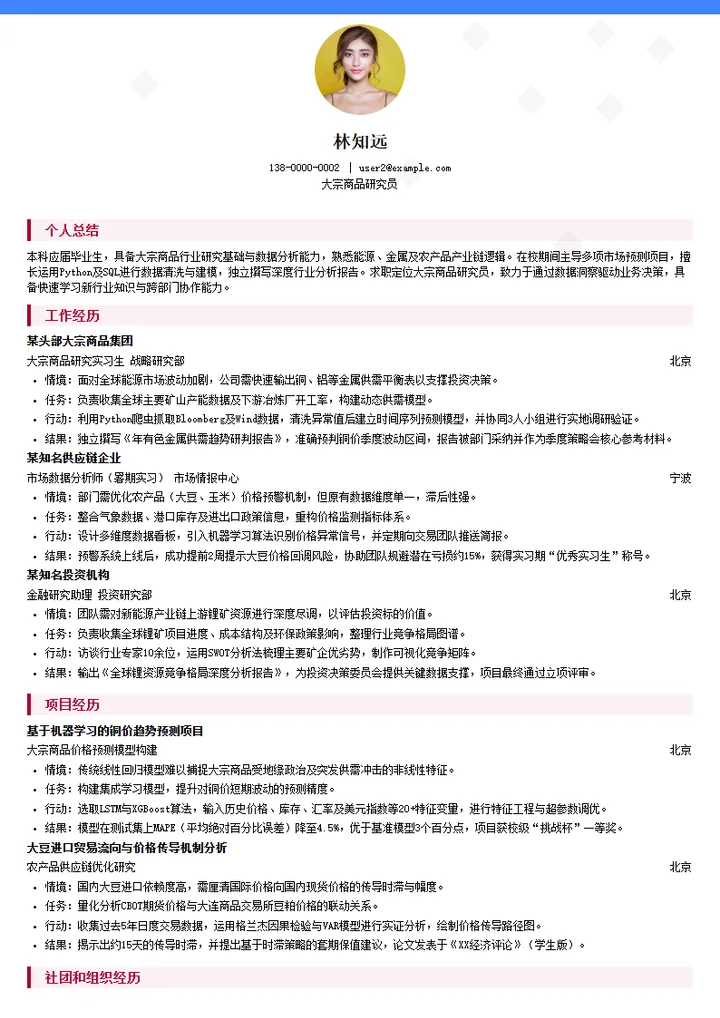 林知远
138-0000-0002 | user2@example.com
大宗商品研究员
个人总结
本科应届毕业生，具备大宗商品行业研究基础与数据分析能力，熟悉能源、金属及农产品产业链逻辑。在校期间主导多项市场预测项目，擅
长运用Python及SQL进行数据清洗与建模，独立撰写深度行业分析报告。求职定位大宗商品研究员，致力于通过数据洞察驱动业务决策，具
备快速学习新行业知识与跨部门协作能力。
工作经历
某头部大宗商品集团
大宗商品研究实习生 战略研究部 北京
• 情境：面对全球能源市场波动加剧，公司需快速输出铜、铝等金属供需平衡表以支撑投资决策。
• 任务：负责收集全球主要矿山产能数据及下游冶炼厂开工率，构建动态供需模型。
• 行动：利用Python爬虫抓取Bloomberg及Wind数据，清洗异常值后建立时间序列预测模型，并协同3人小组进行实地调研验证。
• 结果：独立撰写《年有色金属供需趋势研判报告》，准确预判铜价季度波动区间，报告被部门采纳并作为季度策略会核心参考材料。
某知名供应链企业
市场数据分析师（暑期实习） 市场情报中心 宁波
• 情境：部门需优化农产品（大豆、玉米）价格预警机制，但原有数据维度单一，滞后性强。
• 任务：整合气象数据、港口库存及进出口政策信息，重构价格监测指标体系。
• 行动：设计多维度数据看板，引入机器学习算法识别价格异常信号，并定期向交易团队推送简报。
• 结果：预警系统上线后，成功提前2周提示大豆价格回调风险，协助团队规避潜在亏损约15%，获得实习期“优秀实习生”称号。
某知名投资机构
金融研究助理 投资研究部 北京
• 情境：团队需对新能源产业链上游锂矿资源进行深度尽调，以评估投资标的价值。
• 任务：负责收集全球锂矿项目进度、成本结构及环保政策影响，整理行业竞争格局图谱。
• 行动：访谈行业专家10余位，运用SWOT分析法梳理主要矿企优劣势，制作可视化竞争矩阵。
• 结果：输出《全球锂资源竞争格局深度分析报告》，为投资决策委员会提供关键数据支撑，项目最终通过立项评审。
项目经历
基于机器学习的铜价趋势预测项目
大宗商品价格预测模型构建 北京
• 情境：传统线性回归模型难以捕捉大宗商品受地缘政治及突发供需冲击的非线性特征。
• 任务：构建集成学习模型，提升对铜价短期波动的预测精度。
• 行动：选取LSTM与XGBoost算法，输入历史价格、库存、汇率及美元指数等20+特征变量，进行特征工程与超参数调优。
• 结果：模型在测试集上MAPE（平均绝对百分比误差）降至4.5%，优于基准模型3个百分点，项目获校级“挑战杯”一等奖。
大豆进口贸易流向与价格传导机制分析
农产品供应链优化研究 北京
• 情境：国内大豆进口依赖度高，需厘清国际价格向国内现货价格的传导时滞与幅度。
• 任务：量化分析CBOT期货价格与大连商品交易所豆粕价格的联动关系。
• 行动：收集过去5年日度交易数据，运用格兰杰因果检验与VAR模型进行实证分析，绘制价格传导路径图。
• 结果：揭示出约15天的传导时滞，并提出基于时滞策略的套期保值建议，论文发表于《XX经济评论》（学生版）。
社团和组织经历